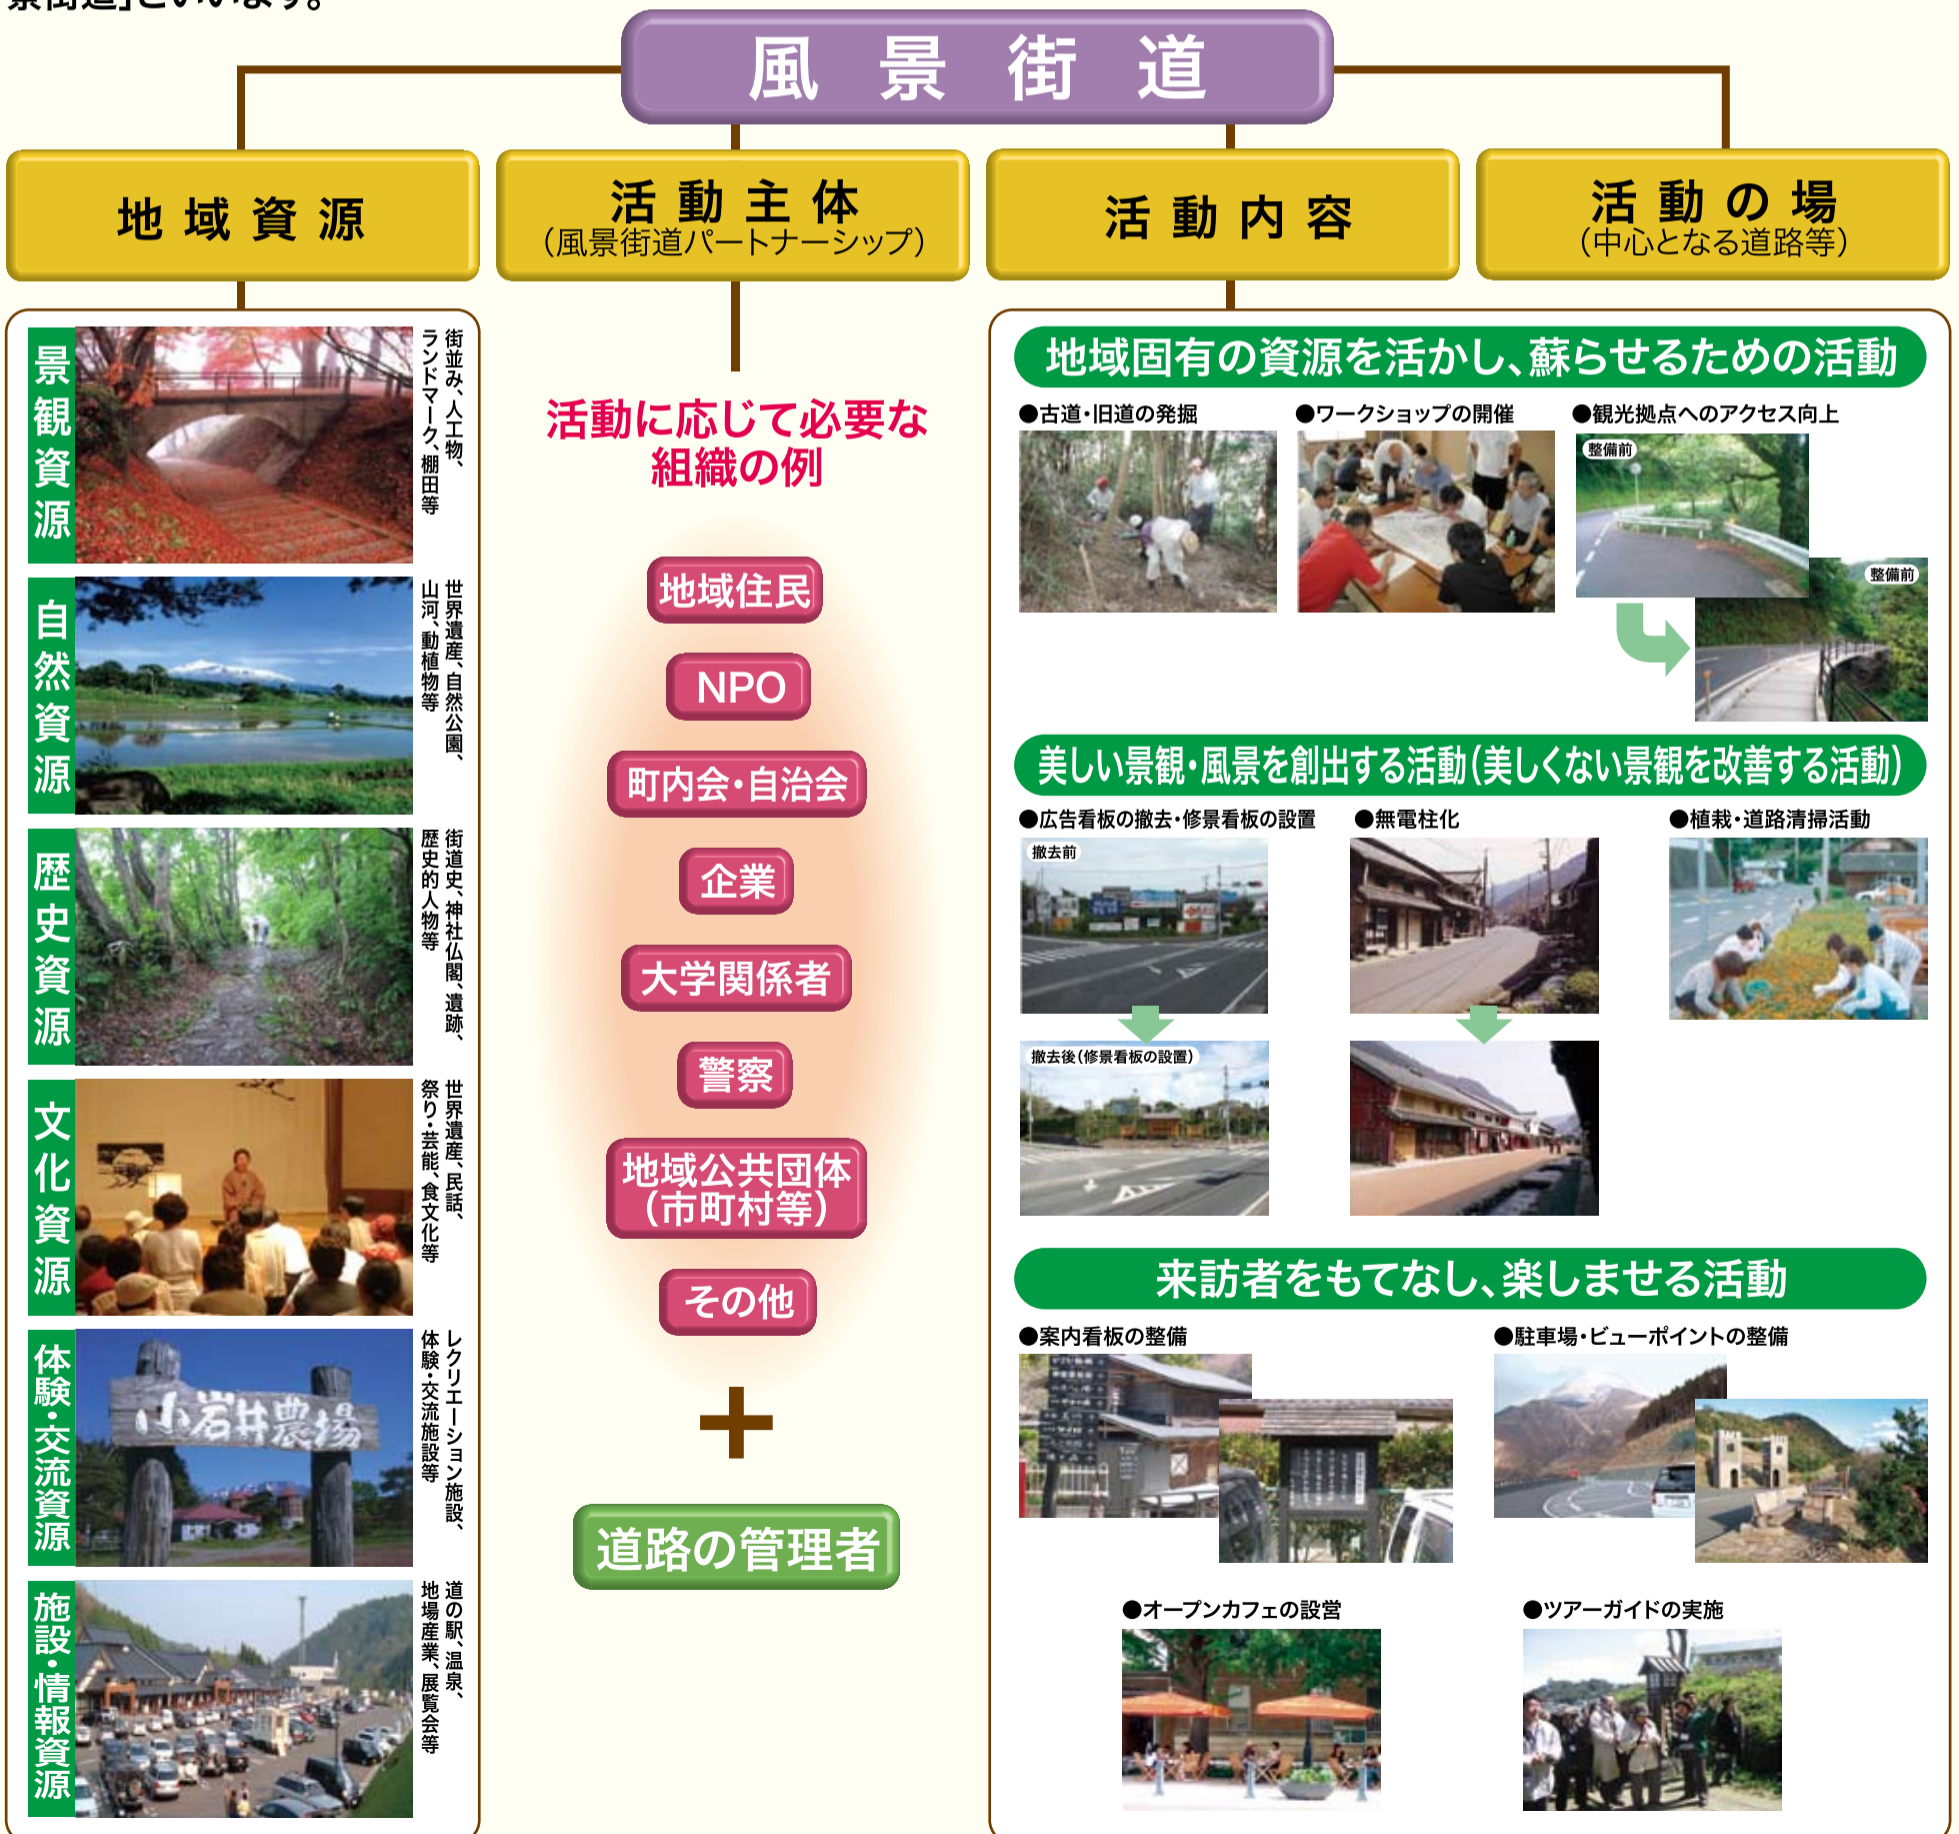 景街道」といいます。
風景街道
地域資源
活動主体
（風景街道パートナーシップ）
活動内容
活動の場
（中心となる道路等）
景観資源
街並み、人工物、
ランドマーク、棚田等
自然資源
世界遺産、自然公園、
山河、動植物等
歴史資源
街道史、神社仏閣、遺跡、
歴史的人物等
文化資源
世界遺産、民話、
祭り・芸能、食文化等
体験・交流資源
小岩井農場
レクリエーション施設、
体験・交流施設等
施設・情報資源
道の駅、温泉、
地場産業、展覧会等
活動に応じて必要な
組織の例
地域住民
NPO
町内会・自治会
企業
大学関係者
警察
地域公共団体
（市町村等）
その他
＋
道路の管理者
地域固有の資源を活かし、蘇らせるための活動
●古道・旧道の発掘
●ワークショップの開催
●観光拠点へのアクセス向上
整備前
整備前
美しい景観・風景を創出する活動（美しくない景観を改善する活動）
●広告看板の撤去・修景看板の設置
●無電柱化
●植栽・道路清掃活動
撤去前
撤去後（修景看板の設置）
来訪者をもてなし、楽しませる活動
●案内看板の整備
●駐車場・ビューポイントの整備
●オープンカフェの設営
●ツアーガイドの実施